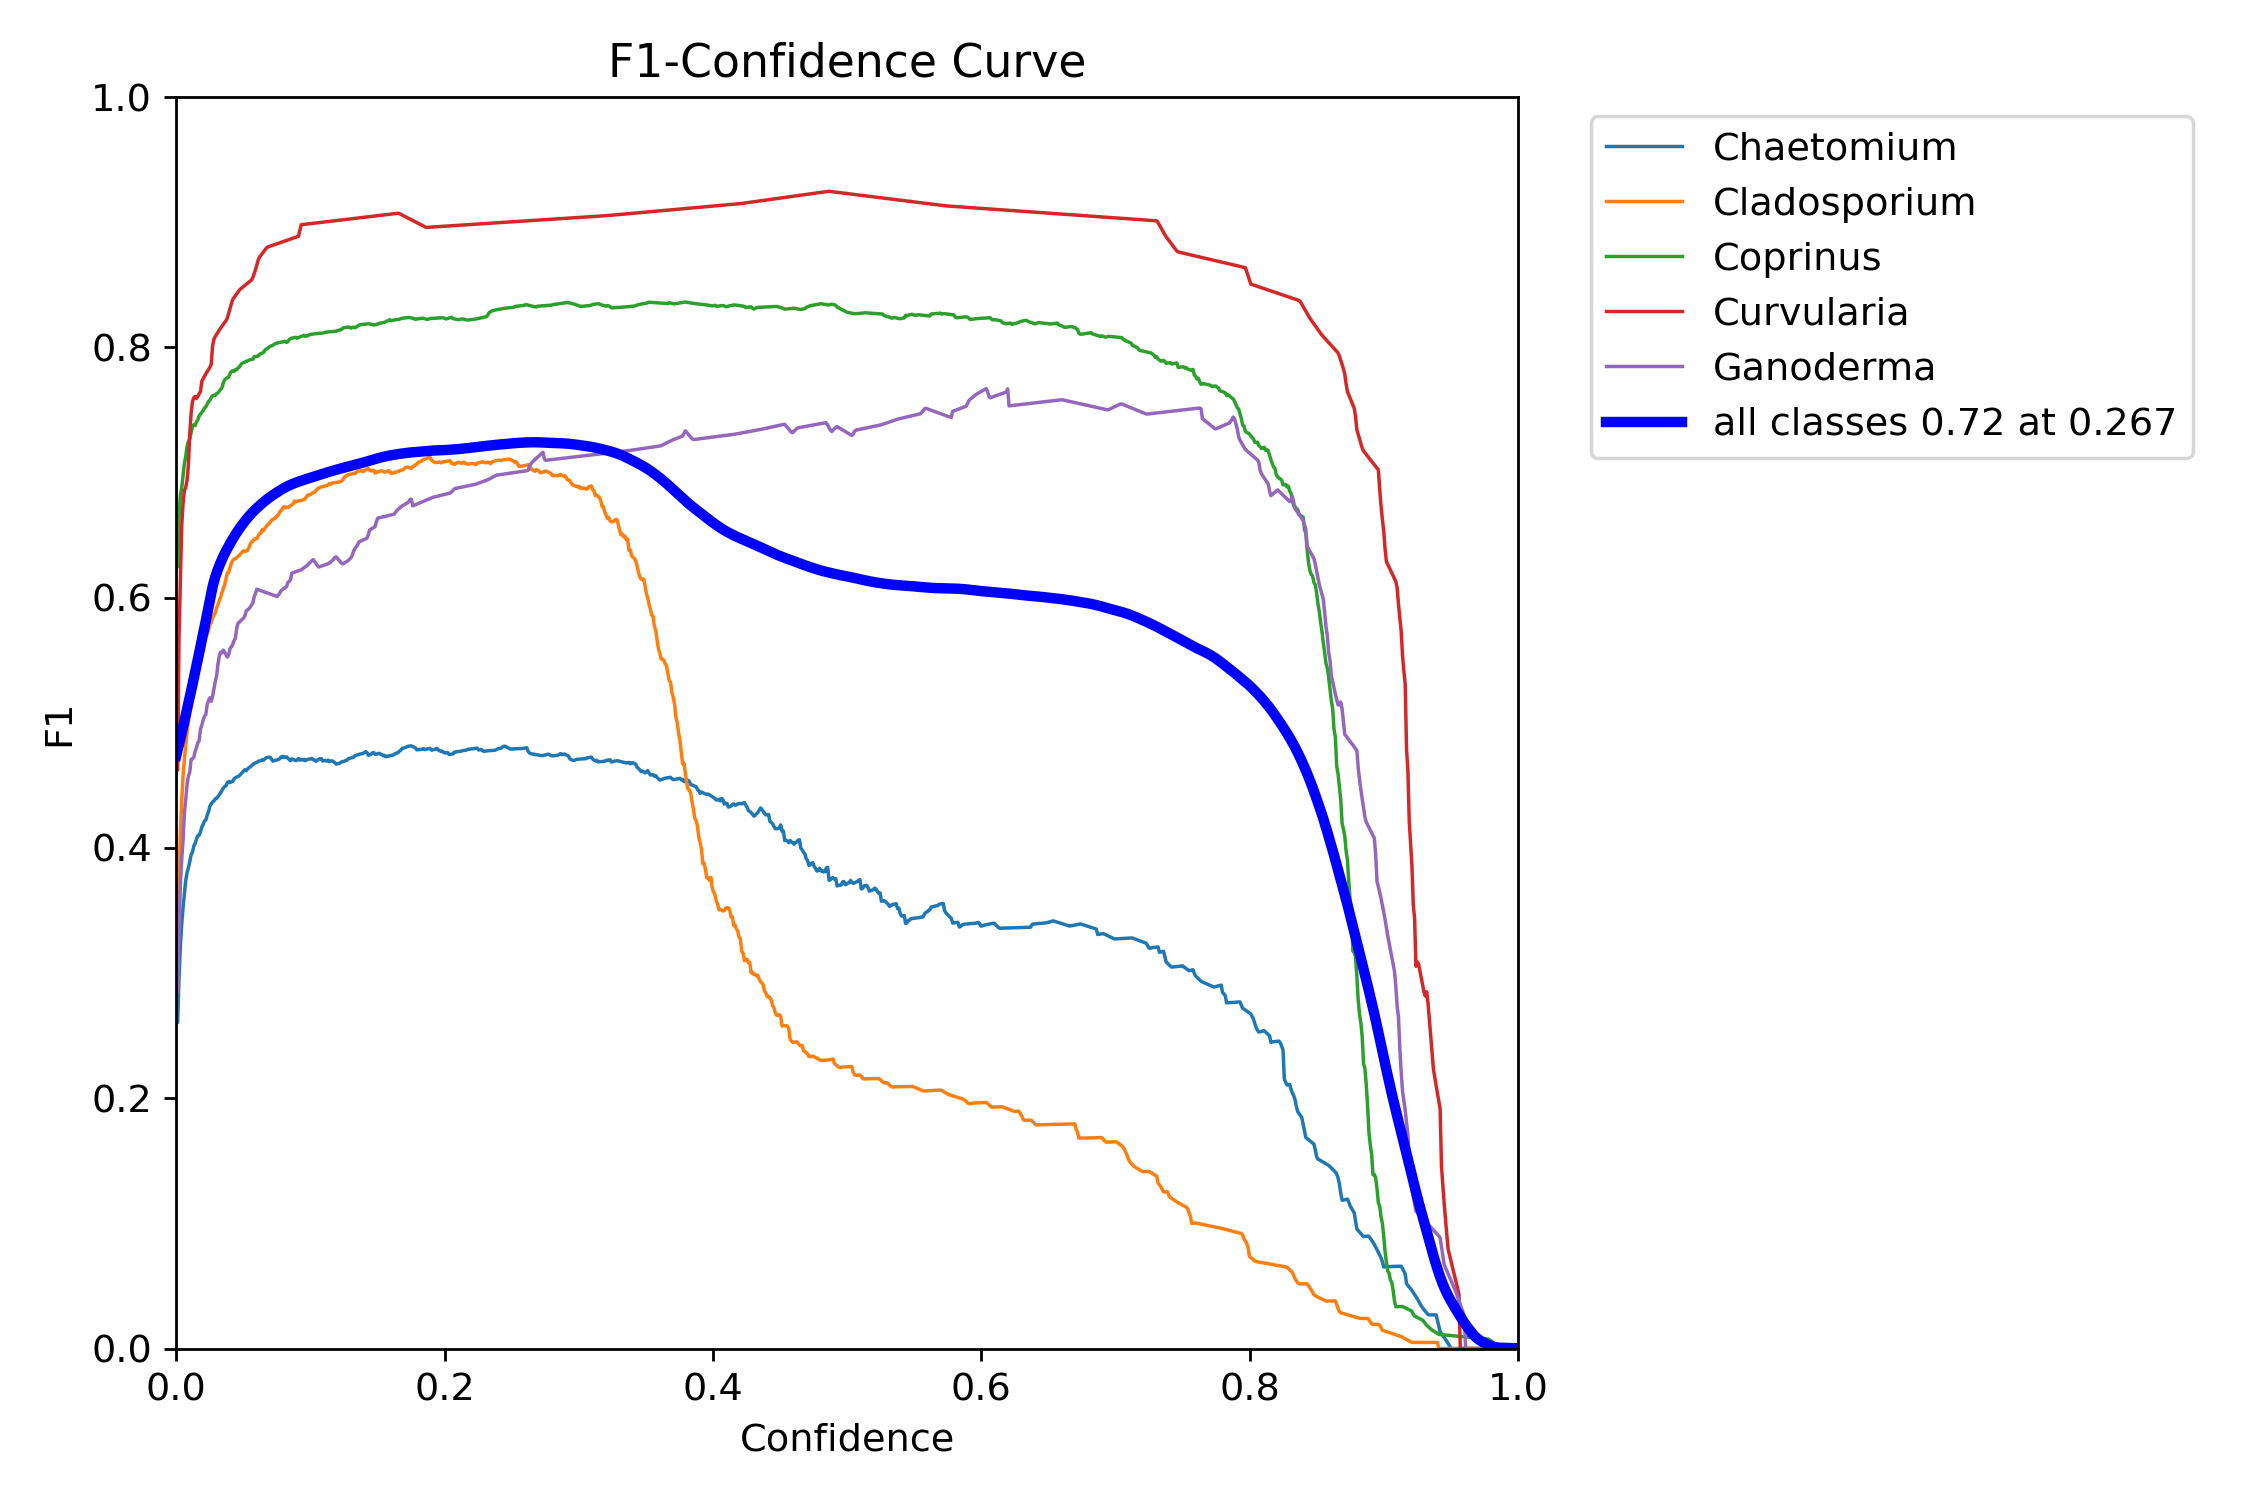 F1-Confidence Curve
1.0
0.8
0.6
0.4
0.2
0.0
F1
0.0 0.2 0.4 0.6 0.8 1.0
Confidence
Chaetomium
Cladosporium
Coprinus
Curvularia
Ganoderma
all classes 0.72 at 0.267